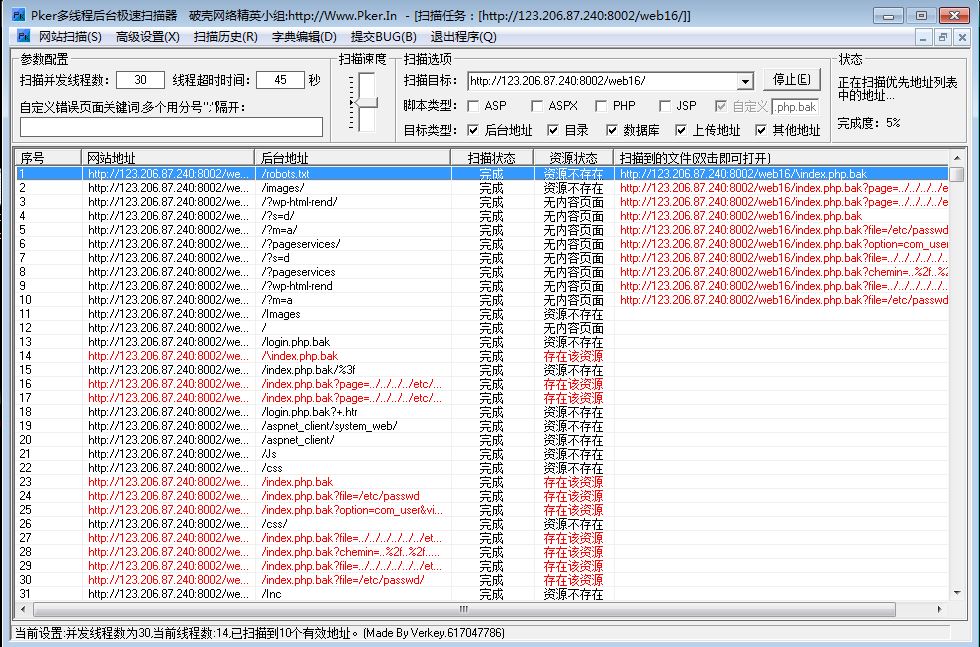 Pker多线程后台极速扫描器 破壳网络精英小组:http://Www.Pker.In - [扫描任务：[http://123.206.87.240:8002/web16/]]
网站扫描(S) 高级设置(X) 扫描历史(R) 字典编辑(D) 提交BUG(B) 退出程序(Q)
参数配置 扫描速度 扫描选项 状态
扫描并发线程数： 30 线程超时时间： 45 秒 扫描目标： http://123.206.87.240:8002/web16/ 停止(E) 正在扫描优先地址列表中的地址...
自定义错误页面关键词,多个用分号";"隔开： 脚本类型： ASP ASPX PHP JSP 自定义 .php.bak
完成度：5%
目标类型： 后台地址 目录 数据库 上传地址 其他地址
序号 网站地址 后台地址 扫描状态 资源状态 扫描到的文件(双击即可打开)
1 http://123.206.87.240:8002/we... /robots.txt 完成 资源不存在 http://123.206.87.240:8002/web16/\index.php.bak
2 http://123.206.87.240:8002/we... /images/ 完成 资源不存在 http://123.206.87.240:8002/web16/index.php.bak?page=../../../../e
3 http://123.206.87.240:8002/we... /?wp-html-rend/ 完成 无内容页面 http://123.206.87.240:8002/web16/index.php.bak?page=../../../../e
4 http://123.206.87.240:8002/we... /?s=d/ 完成 无内容页面 http://123.206.87.240:8002/web16/index.php.bak
5 http://123.206.87.240:8002/we... /?m=a/ 完成 无内容页面 http://123.206.87.240:8002/web16/index.php.bak?file=/etc/passwd
6 http://123.206.87.240:8002/we... /?pageservices/ 完成 无内容页面 http://123.206.87.240:8002/web16/index.php.bak?option=com_user
7 http://123.206.87.240:8002/we... /?s=d 完成 无内容页面 http://123.206.87.240:8002/web16/index.php.bak?file=../../../../..
8 http://123.206.87.240:8002/we... /?pageservices 完成 无内容页面 http://123.206.87.240:8002/web16/index.php.bak?chemin=..%2f..%2
9 http://123.206.87.240:8002/we... /?wp-html-rend 完成 无内容页面 http://123.206.87.240:8002/web16/index.php.bak?file=../../../../..
10 http://123.206.87.240:8002/we... /?m=a 完成 无内容页面 http://123.206.87.240:8002/web16/index.php.bak?file=/etc/passwd
11 http://123.206.87.240:8002/we... /Images 完成 资源不存在
12 http://123.206.87.240:8002/we... / 完成 无内容页面
13 http://123.206.87.240:8002/we... /login.php.bak 完成 资源不存在
14 http://123.206.87.240:8002/we... /\index.php.bak 完成 存在该资源
15 http://123.206.87.240:8002/we... /index.php.bak/%3f 完成 资源不存在
16 http://123.206.87.240:8002/we... /index.php.bak?page=../../../../etc/... 完成 存在该资源
17 http://123.206.87.240:8002/we... /index.php.bak?page=../../../../etc/... 完成 存在该资源
18 http://123.206.87.240:8002/we... /login.php.bak?+.htr 完成 资源不存在
19 http://123.206.87.240:8002/we... /aspnet_client/system_web/ 完成 资源不存在
20 http://123.206.87.240:8002/we... /aspnet_client/ 完成 资源不存在
21 http://123.206.87.240:8002/we... /Js 完成 资源不存在
22 http://123.206.87.240:8002/we... /css 完成 资源不存在
23 http://123.206.87.240:8002/we... /index.php.bak 完成 存在该资源
24 http://123.206.87.240:8002/we... /index.php.bak?file=/etc/passwd 完成 存在该资源
25 http://123.206.87.240:8002/we... /index.php.bak?option=com_user&vi... 完成 存在该资源
26 http://123.206.87.240:8002/we... /css/ 完成 资源不存在
27 http://123.206.87.240:8002/we... /index.php.bak?file=../../../../../et... 完成 存在该资源
28 http://123.206.87.240:8002/we... /index.php.bak?chemin=..%2f..%2f..... 完成 存在该资源
29 http://123.206.87.240:8002/we... /index.php.bak?file=../../../../../et... 完成 存在该资源
30 http://123.206.87.240:8002/we... /index.php.bak?file=/etc/passwd/ 完成 存在该资源
31 http://123.206.87.240:8002/we... /Inc 完成 资源不存在
当前设置:并发线程数为30,当前线程数:14,已扫描到10个有效地址。(Made By Verkey.617047786)